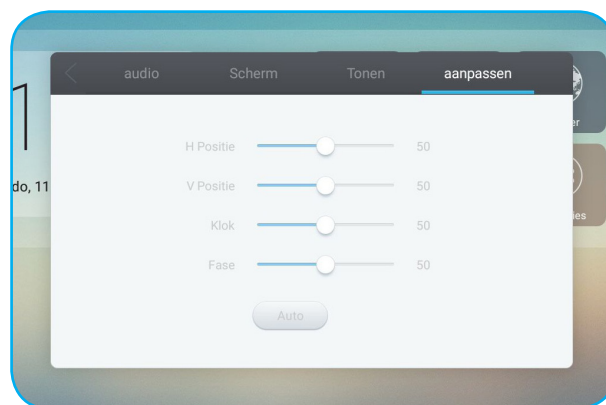 audio Scherm Tonen aanpassen
H Positie 50
V Positie 50
Klok 50
Fase 50
Auto
do, 11